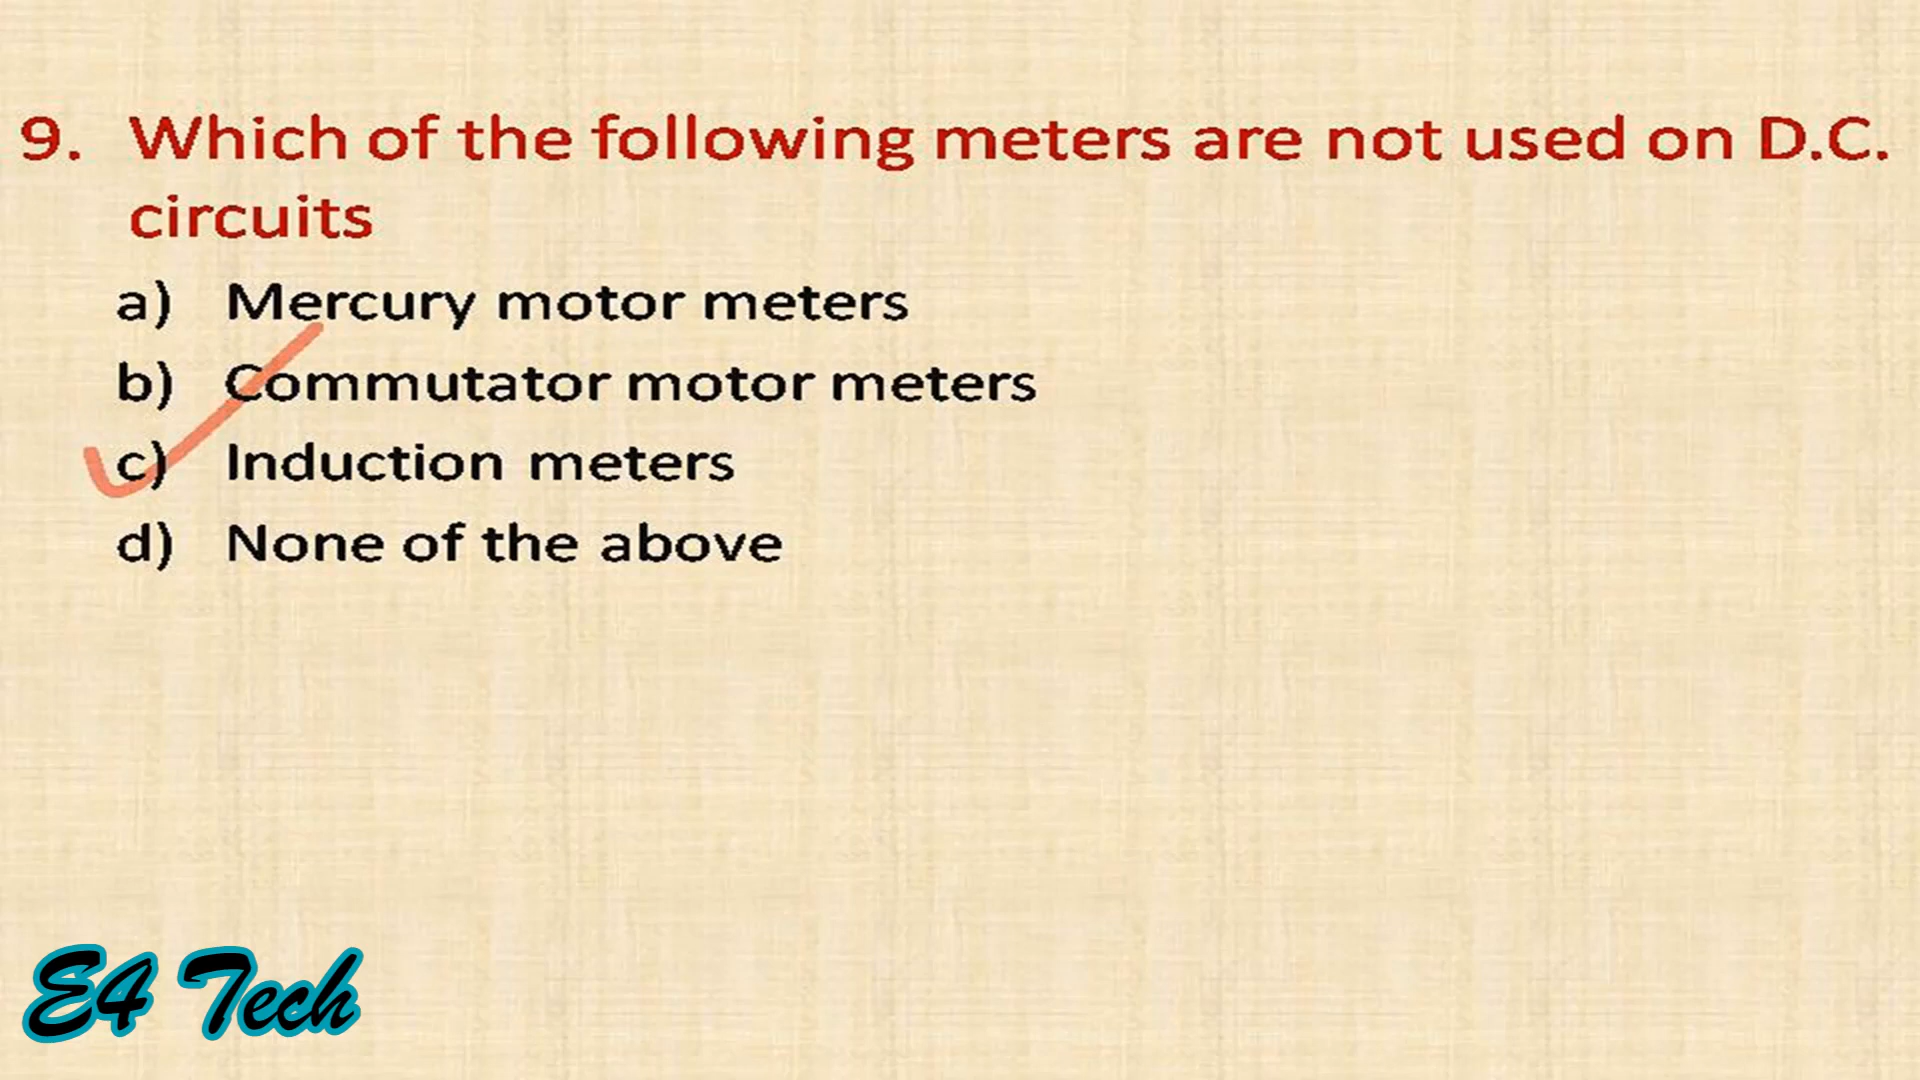 9. Which of the following meters are not used on D.C.
circuits
a) Mercury motor meters
b) Commutator motor meters
c) Induction meters
d) None of the above
E4 Tech